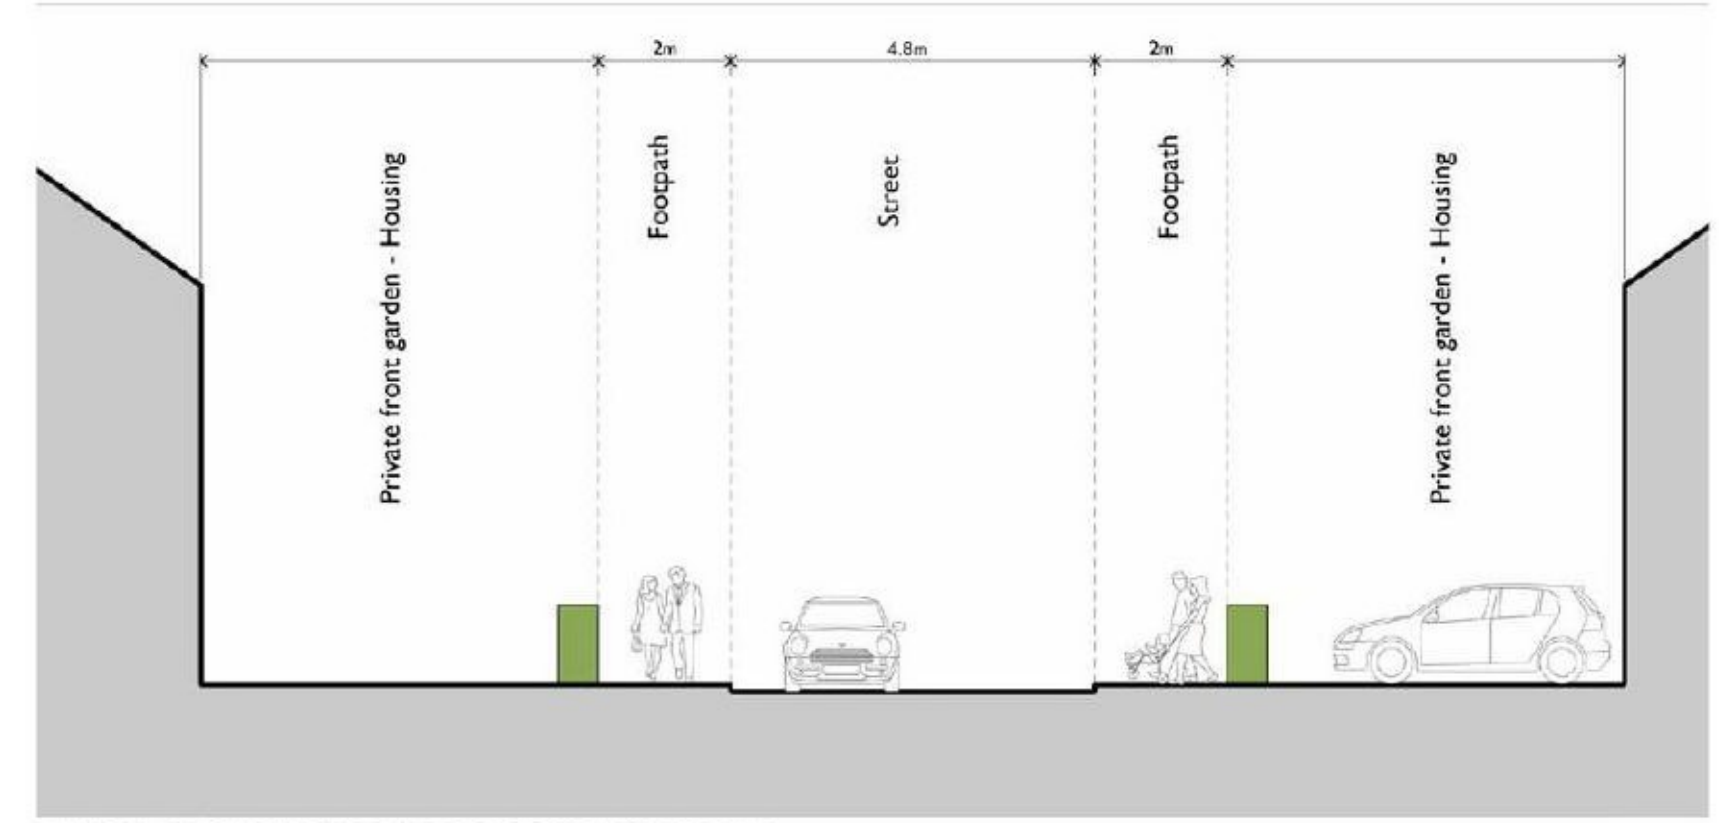 2m
4.8m
2m
Private front garden - Housing
Footpath
Street
Footpath
Private front garden - Housing